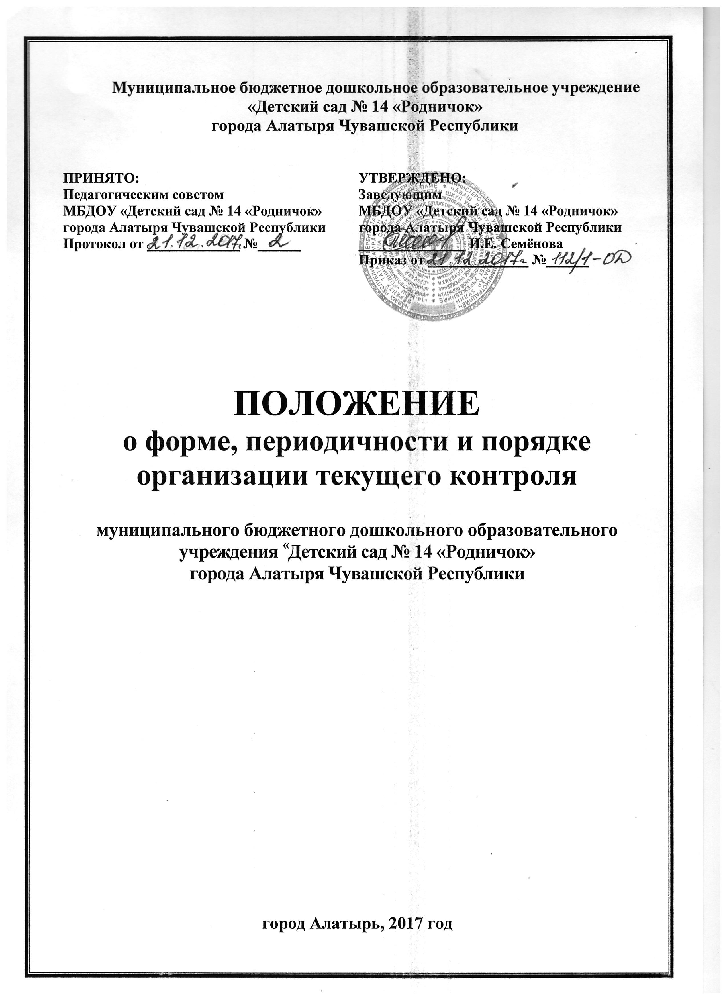 Муниципальное бюджетное дошкольное образовательное учреждение
«Детский сад № 14 «Родничок»
города Алатыря Чувашской Республики
ПРИНЯТО:
Педагогическим советом
МБДОУ «Детский сад № 14 «Родничок»
города Алатыря Чувашской Республики
Протокол от 21.12.2017. № 2
УТВЕРЖДЕНО:
Заведующим
МБДОУ «Детский сад № 14 «Родничок»
города Алатыря Чувашской Республики
И.Е. Семёнова
Приказ от 21.12.2017г № 112/1-ОД
ПОЛОЖЕНИЕ
о форме, периодичности и порядке
организации текущего контроля
муниципального бюджетного дошкольного образовательного
учреждения “Детский сад № 14 «Родничок»
города Алатыря Чувашской Республики
город Алатырь, 2017 год